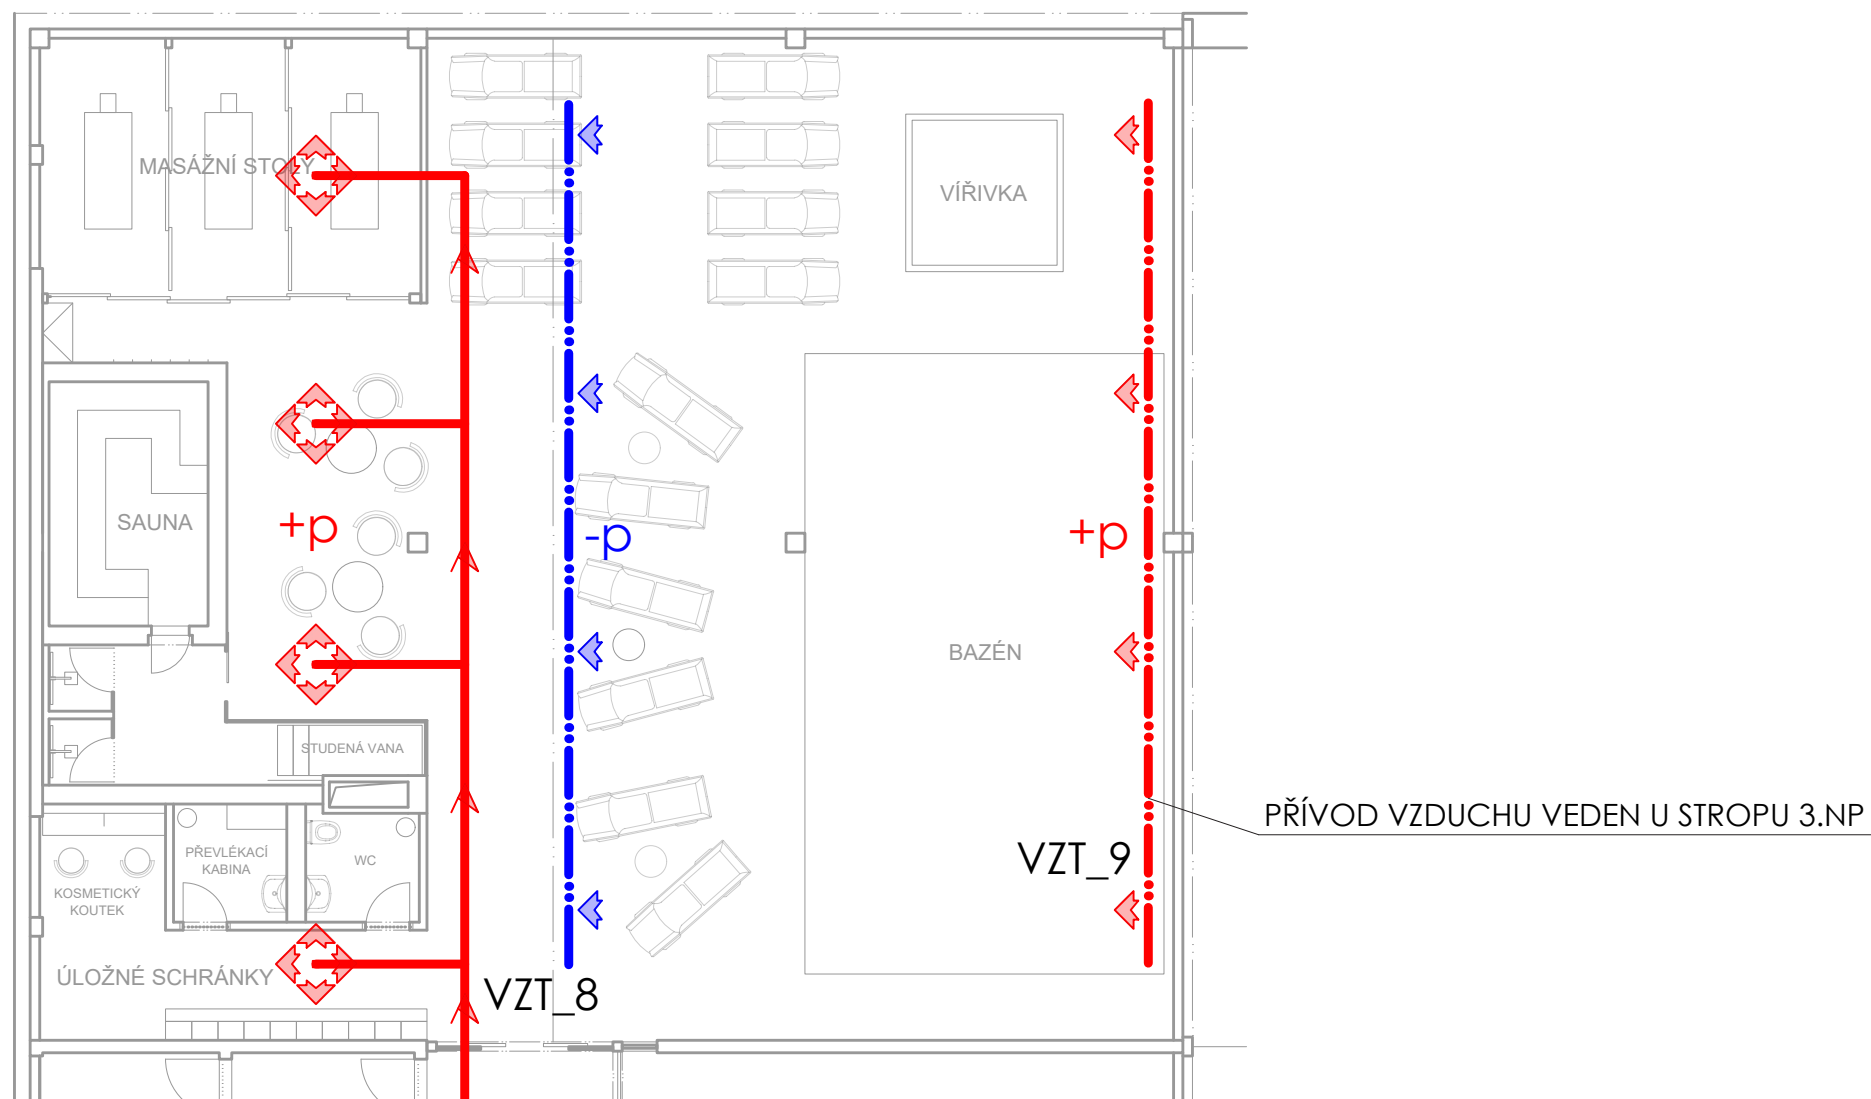 MASÁŽNÍ STOLY
VÍŘIVKA
SAUNA
+p
-p
+p
BAZÉN
STUDENÁ VANA
PŘÍVOD VZDUCHU VEDEN U STROPU 3.NP
VZT_9
PŘEVLÉKACÍ
KABINA
WC
KOSMETICKÝ
KOUTEK
ÚLOŽNÉ SCHRÁNKY
VZT_8